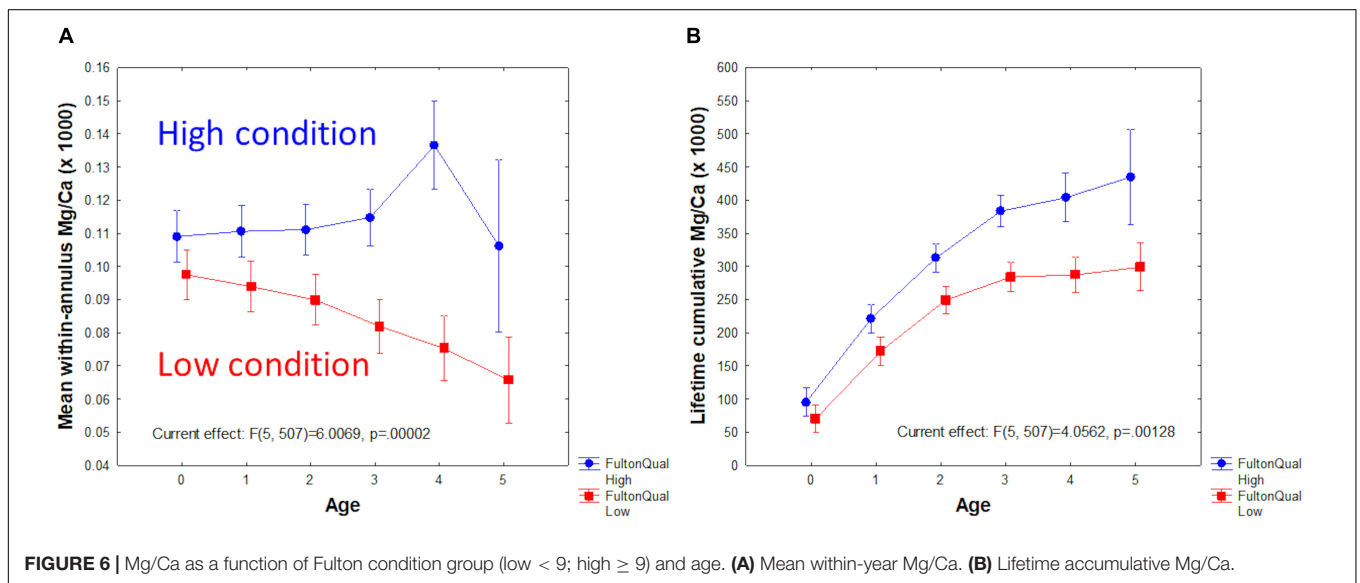 A
Mean within-annulus Mg/Ca (x 1000)
0.16
0.15
0.14
0.13
0.12
0.11
0.10
0.09
0.08
0.07
0.06
0.05
0.04
High condition
Low condition
Current effect: F(5, 507)=6.0069, p=.00002
0 1 2 3 4 5
Age
FultonQual
High
FultonQual
Low
B
Lifetime cumulative Mg/Ca (x 1000)
600
550
500
450
400
350
300
250
200
150
100
50
0
Current effect: F(5, 507)=4.0562, p=.00128
0 1 2 3 4 5
Age
FultonQual
High
FultonQual
Low
FIGURE 6 | Mg/Ca as a function of Fulton condition group (low < 9; high ≥ 9) and age. (A) Mean within-year Mg/Ca. (B) Lifetime accumulative Mg/Ca.